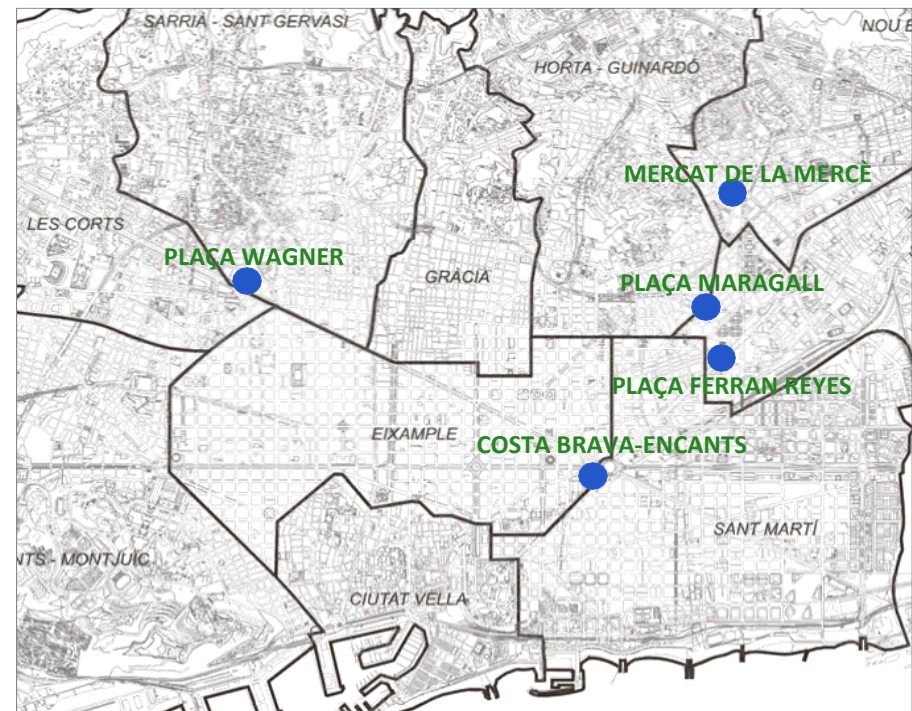 SARRIÀ - SANT GERVASI
NOU B
HORTA - GUINARDÓ
MERCAT DE LA MERCÈ
LES CORTS
PLAÇA WAGNER
GRÀCIA
PLAÇA MARAGALL
PLAÇA FERRAN REYES
EIXAMPLE
COSTA BRAVA-ENCANTS
SANT MARTÍ
NTS - MONTJUÏC
CIUTAT VELLA